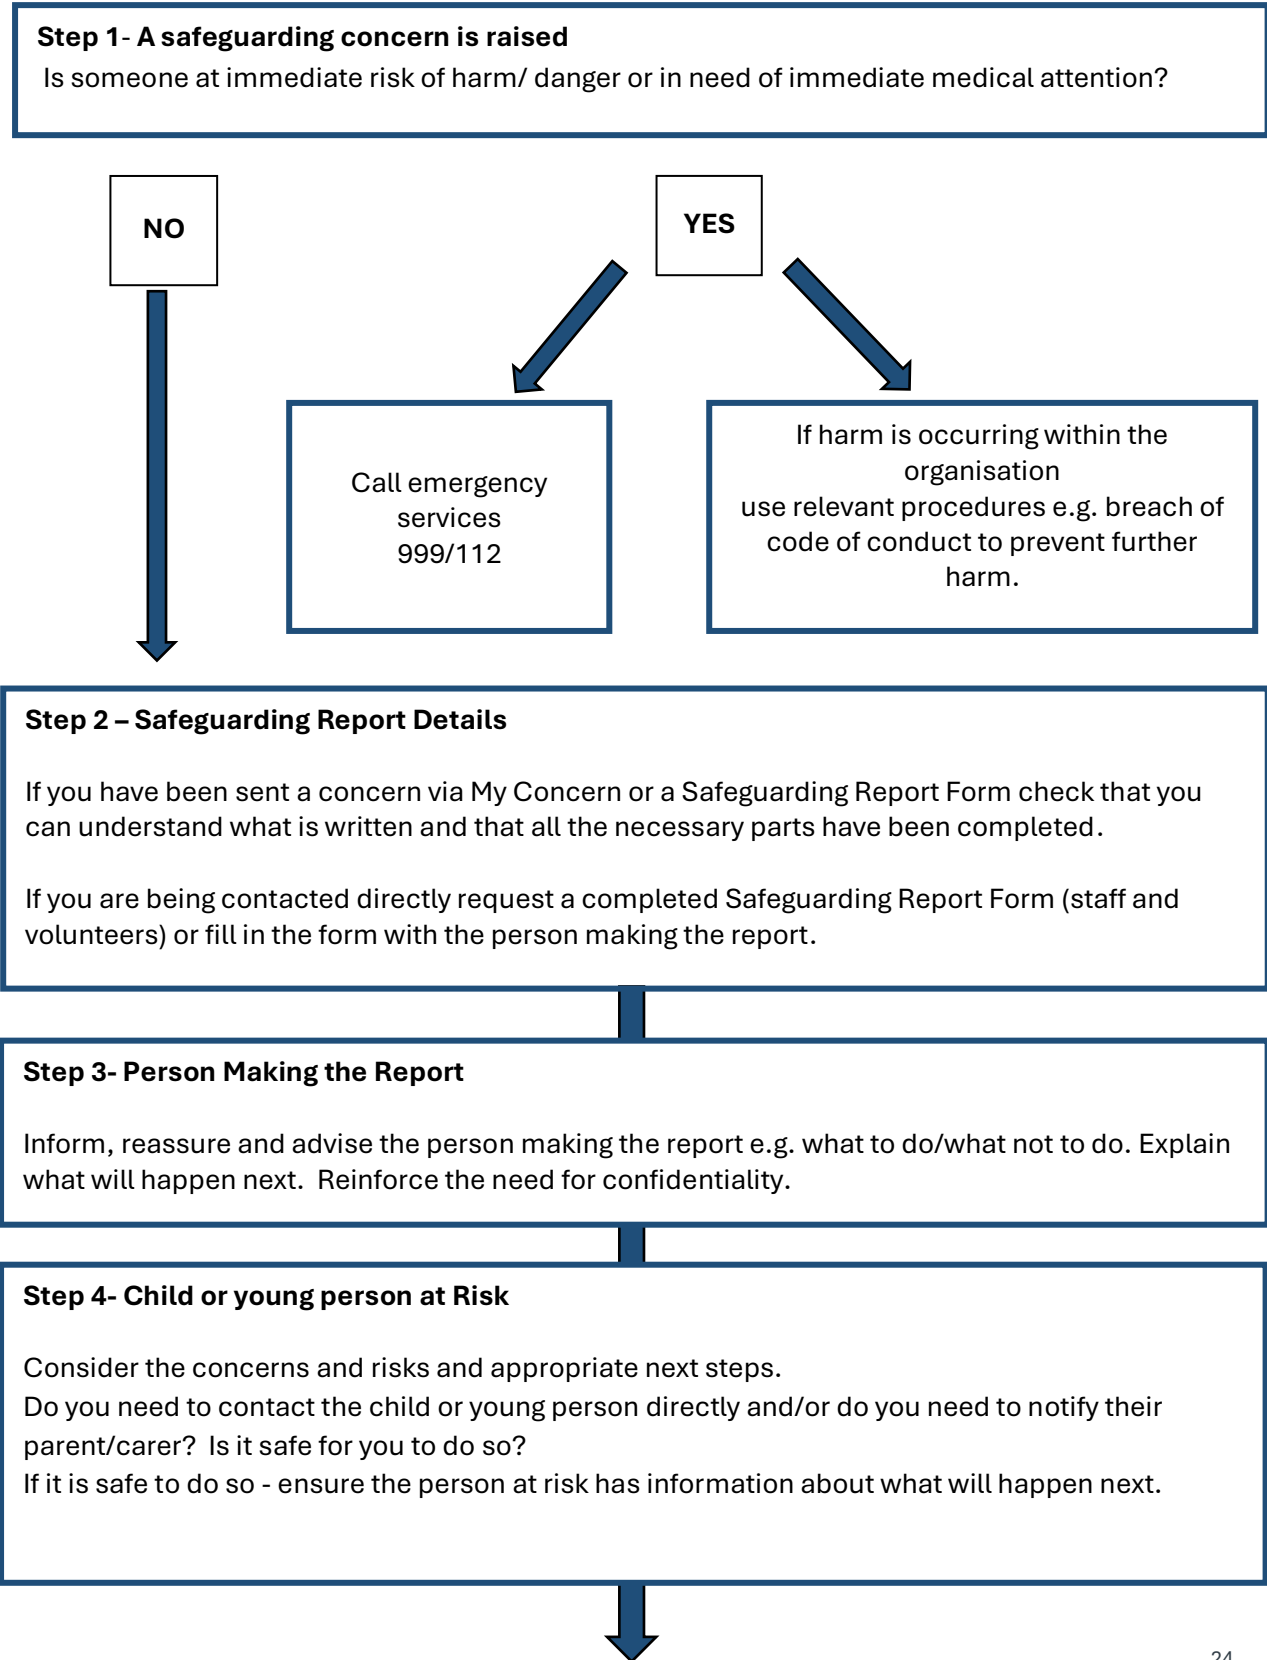 Step 1- A safeguarding concern is raised
Is someone at immediate risk of harm/ danger or in need of immediate medical attention?
NO
YES
Call emergency
services
999/112
If harm is occurring within the
organisation
use relevant procedures e.g. breach of
code of conduct to prevent further
harm.
Step 2 – Safeguarding Report Details
If you have been sent a concern via My Concern or a Safeguarding Report Form check that you
can understand what is written and that all the necessary parts have been completed.
If you are being contacted directly request a completed Safeguarding Report Form (staff and
volunteers) or fill in the form with the person making the report.
Step 3- Person Making the Report
Inform, reassure and advise the person making the report e.g. what to do/what not to do. Explain
what will happen next.  Reinforce the need for confidentiality.
Step 4- Child or young person at Risk
Consider the concerns and risks and appropriate next steps.
Do you need to contact the child or young person directly and/or do you need to notify their
parent/carer?  Is it safe for you to do so?
If it is safe to do so - ensure the person at risk has information about what will happen next.
24